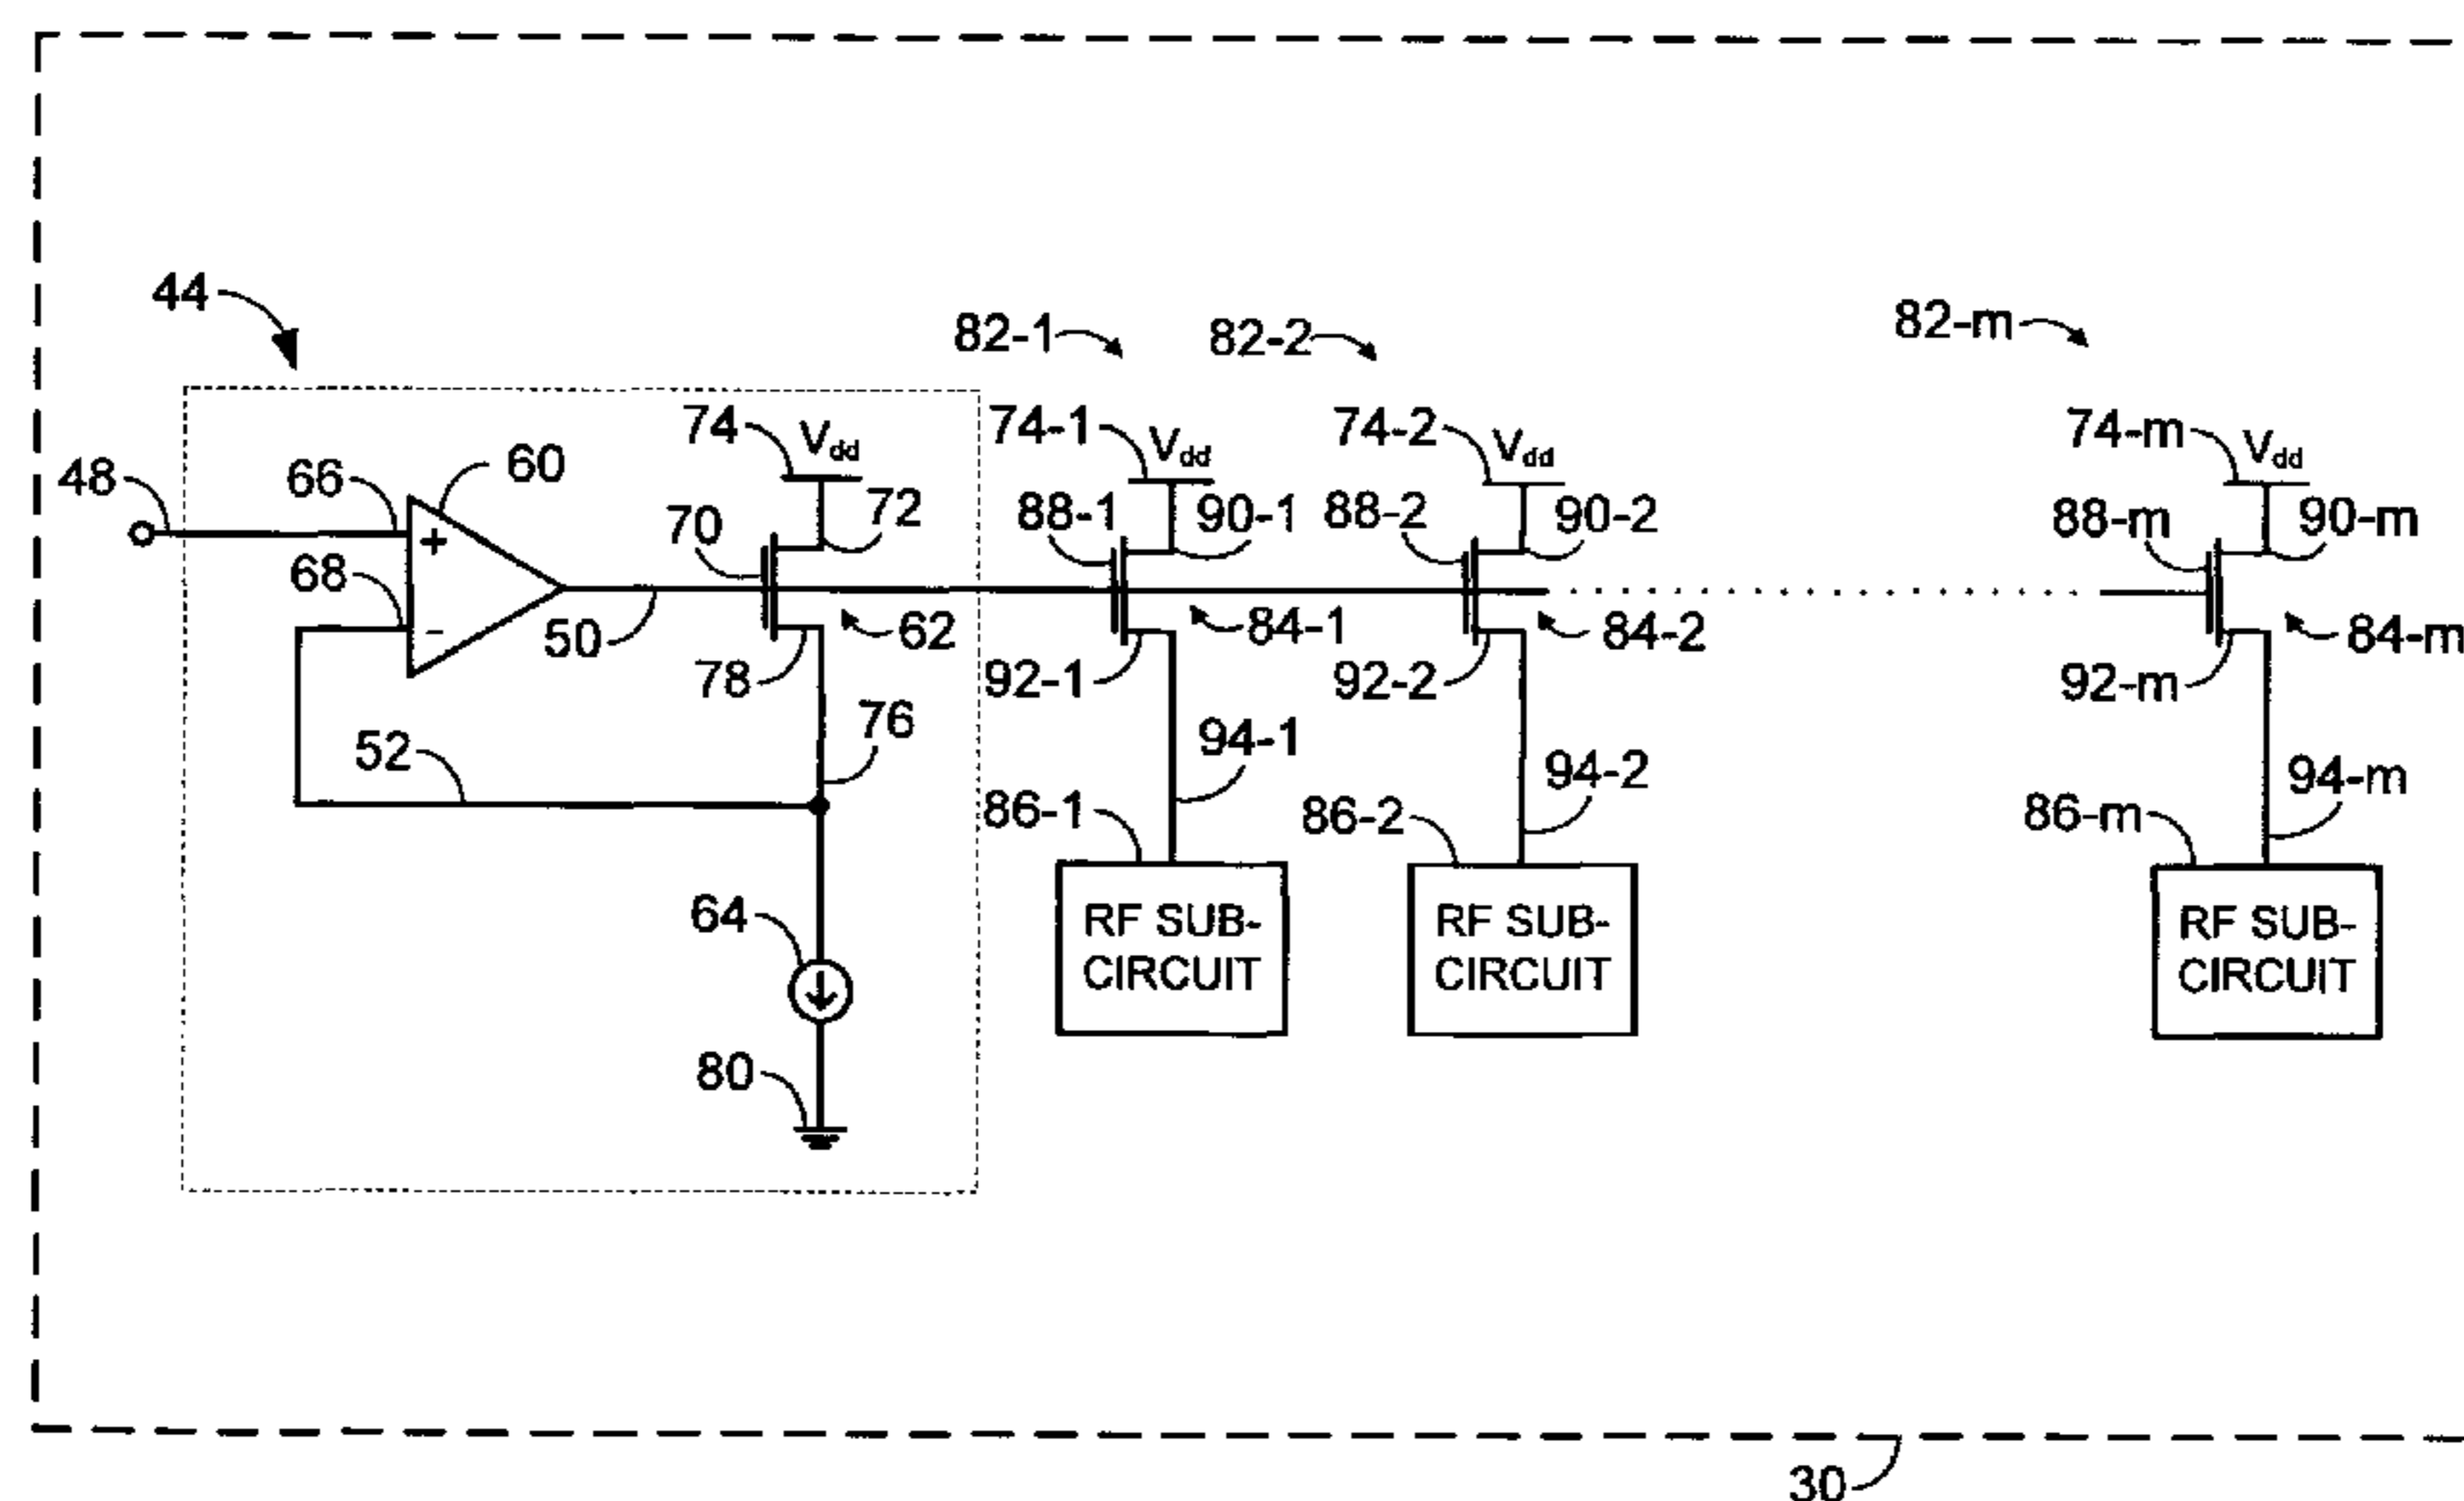 44
82-1
82-2
82-m
74
Vdd
74-1
Vdd
74-2
Vdd
74-m
Vdd
48
66
60
70
72
88-1
90-1
88-2
90-2
88-m
90-m
+
68
-
50
62
84-1
84-2
84-m
78
92-1
92-2
92-m
52
76
94-1
94-2
94-m
86-1
86-2
86-m
64
RF SUB-
CIRCUIT
RF SUB-
CIRCUIT
RF SUB-
CIRCUIT
80
30